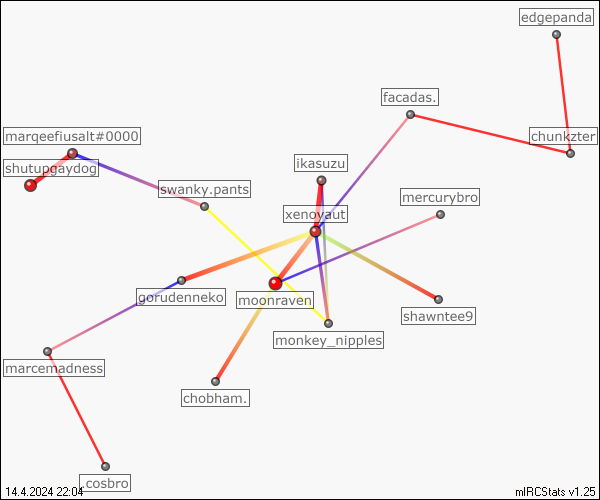 edgepanda
facadas.
chunkzter
marqeefiusalt#0000
ikasuzu
shutupgaydog
swanky.pants
mercurybro
xenovaut
gorudenneko
moonraven
shawntee9
monkey_nipples
marcemadness
chobham.
.cosbro
14.4.2024 22:04
mIRCStats v1.25